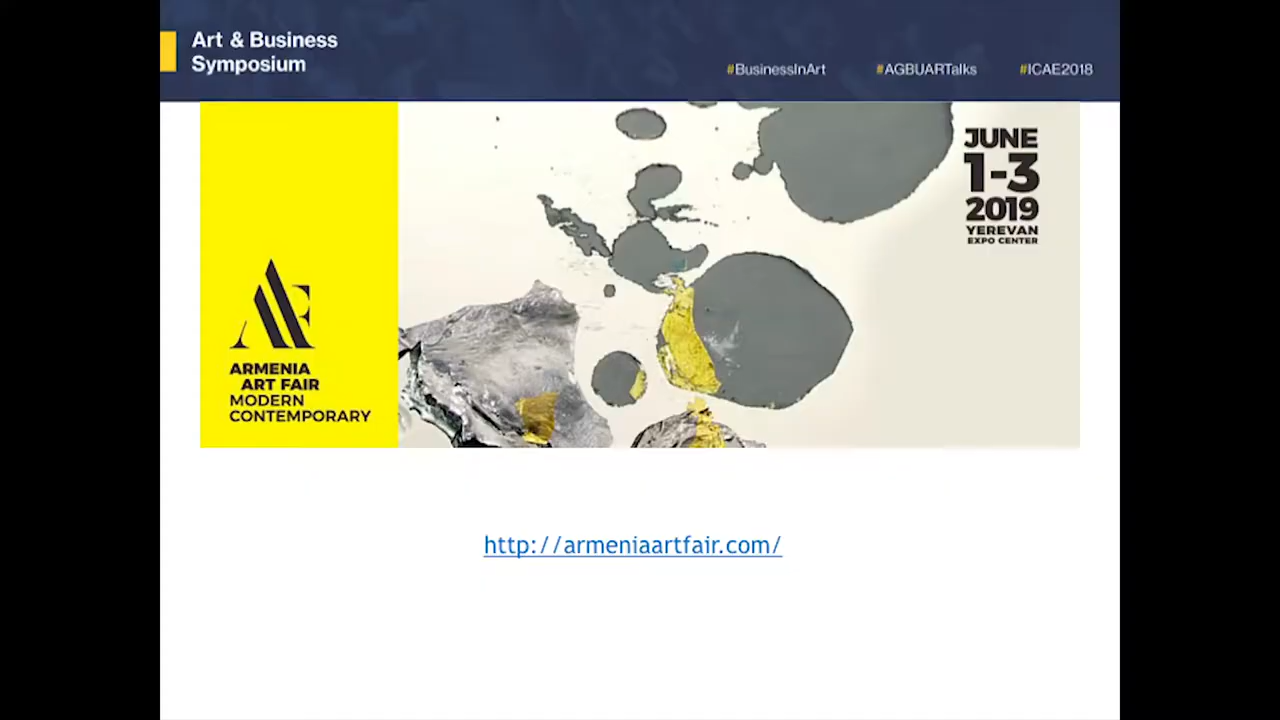 Art & Business
Symposium
#BusinessInArt #AGBUARTalks #ICAE2018
JUNE
1-3
2019
YEREVAN
EXPO CENTER
AF
ARMENIA
ART FAIR
MODERN
CONTEMPORARY
http://armeniaartfair.com/